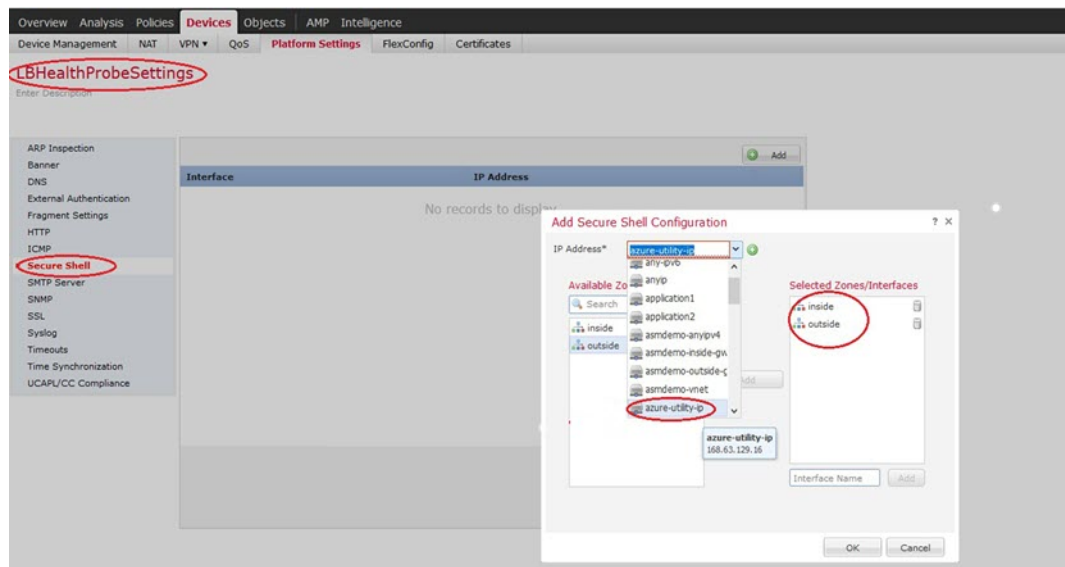 Overview Analysis Policies Devices Objects AMP Intelligence
Device Management NAT VPN ▾ QoS Platform Settings FlexConfig Certificates
LBHealthProbeSettings
Enter Description
ARP Inspection
Banner
DNS
External Authentication
Fragment Settings
HTTP
ICMP
Secure Shell
SMTP Server
SNMP
SSL
Syslog
Timeouts
Time Synchronization
UCAPL/CC Compliance
Add
Interface IP Address
No records to display
Add Secure Shell Configuration ? ×
IP Address* azure-utility-ip
Available Zo
Search
inside
outside
any-ipv6
anyip
application1
application2
asmdemo-anyipv4
asmdemo-inside-gw
asmdemo-outside-g
asmdemo-vnet
azure-utility-ip
azure-utility-ip
168.63.129.16
Add
Selected Zones/Interfaces
inside
outside
Interface Name Add
OK Cancel